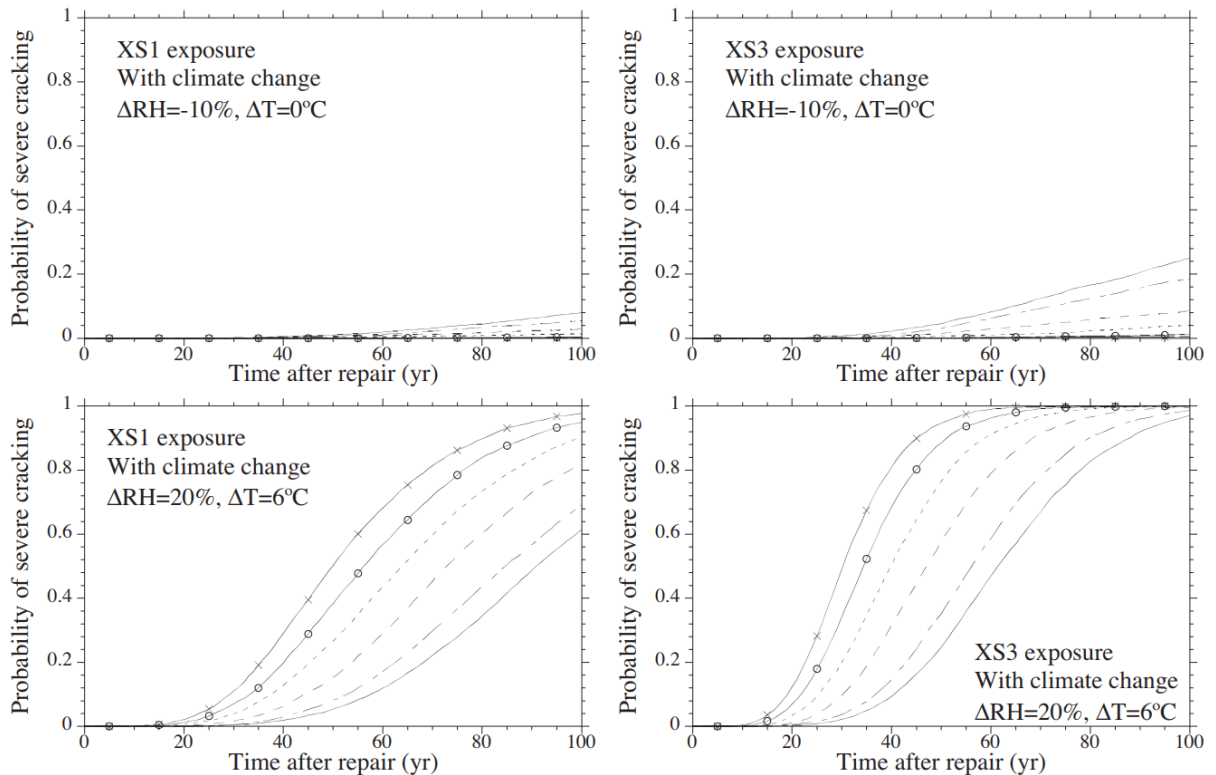 Probability of severe cracking
1
0.8
0.6
0.4
0.2
0
XS1 exposure
With climate change
ΔRH=-10%, ΔT=0ºC
0 20 40 60 80 100
Time after repair (yr)
Probability of severe cracking
1
0.8
0.6
0.4
0.2
0
XS3 exposure
With climate change
ΔRH=-10%, ΔT=0ºC
0 20 40 60 80 100
Time after repair (yr)
Probability of severe cracking
1
0.8
0.6
0.4
0.2
0
XS1 exposure
With climate change
ΔRH=20%, ΔT=6ºC
0 20 40 60 80 100
Time after repair (yr)
Probability of severe cracking
1
0.8
0.6
0.4
0.2
0
XS3 exposure
With climate change
ΔRH=20%, ΔT=6ºC
0 20 40 60 80 100
Time after repair (yr)